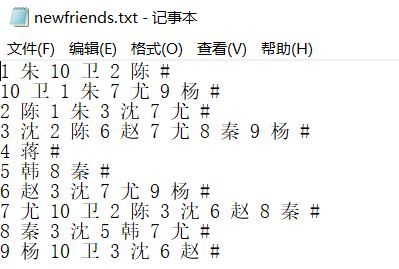 newfriends.txt - 记事本
文件(F) 编辑(E) 格式(O) 查看(V) 帮助(H)
1 朱 10 卫 2 陈 #
10 卫 1 朱 7 尤 9 杨 #
2 陈 1 朱 3 沈 7 尤 #
3 沈 2 陈 6 赵 7 尤 8 秦 9 杨 #
4 蒋 #
5 韩 8 秦 #
6 赵 3 沈 7 尤 9 杨 #
7 尤 10 卫 2 陈 3 沈 6 赵 8 秦 #
8 秦 3 沈 5 韩 7 尤 #
9 杨 10 卫 3 沈 6 赵 #